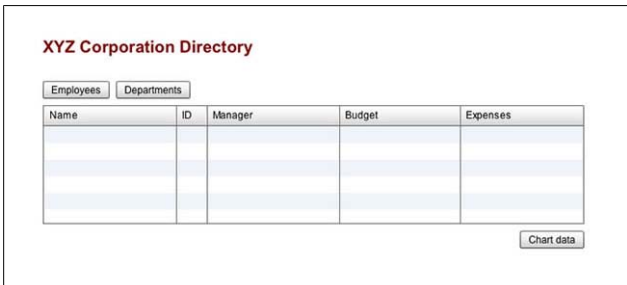 XYZ Corporation Directory
Employees Departments
Name ID Manager Budget Expenses
Chart data